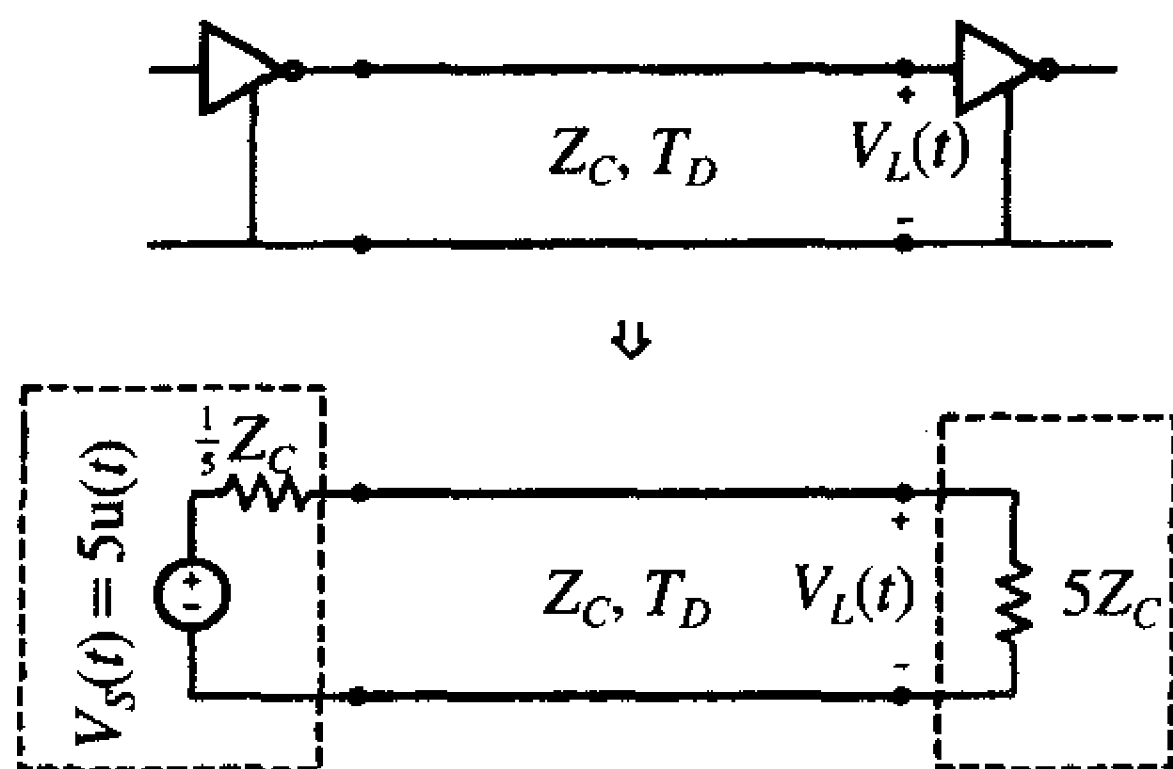 Z_C, T_D
+
V_L(t)
-
⇓
V_S(t) = 5u(t)
1/5 Z_C
+
-
Z_C, T_D
+
V_L(t)
-
5Z_C